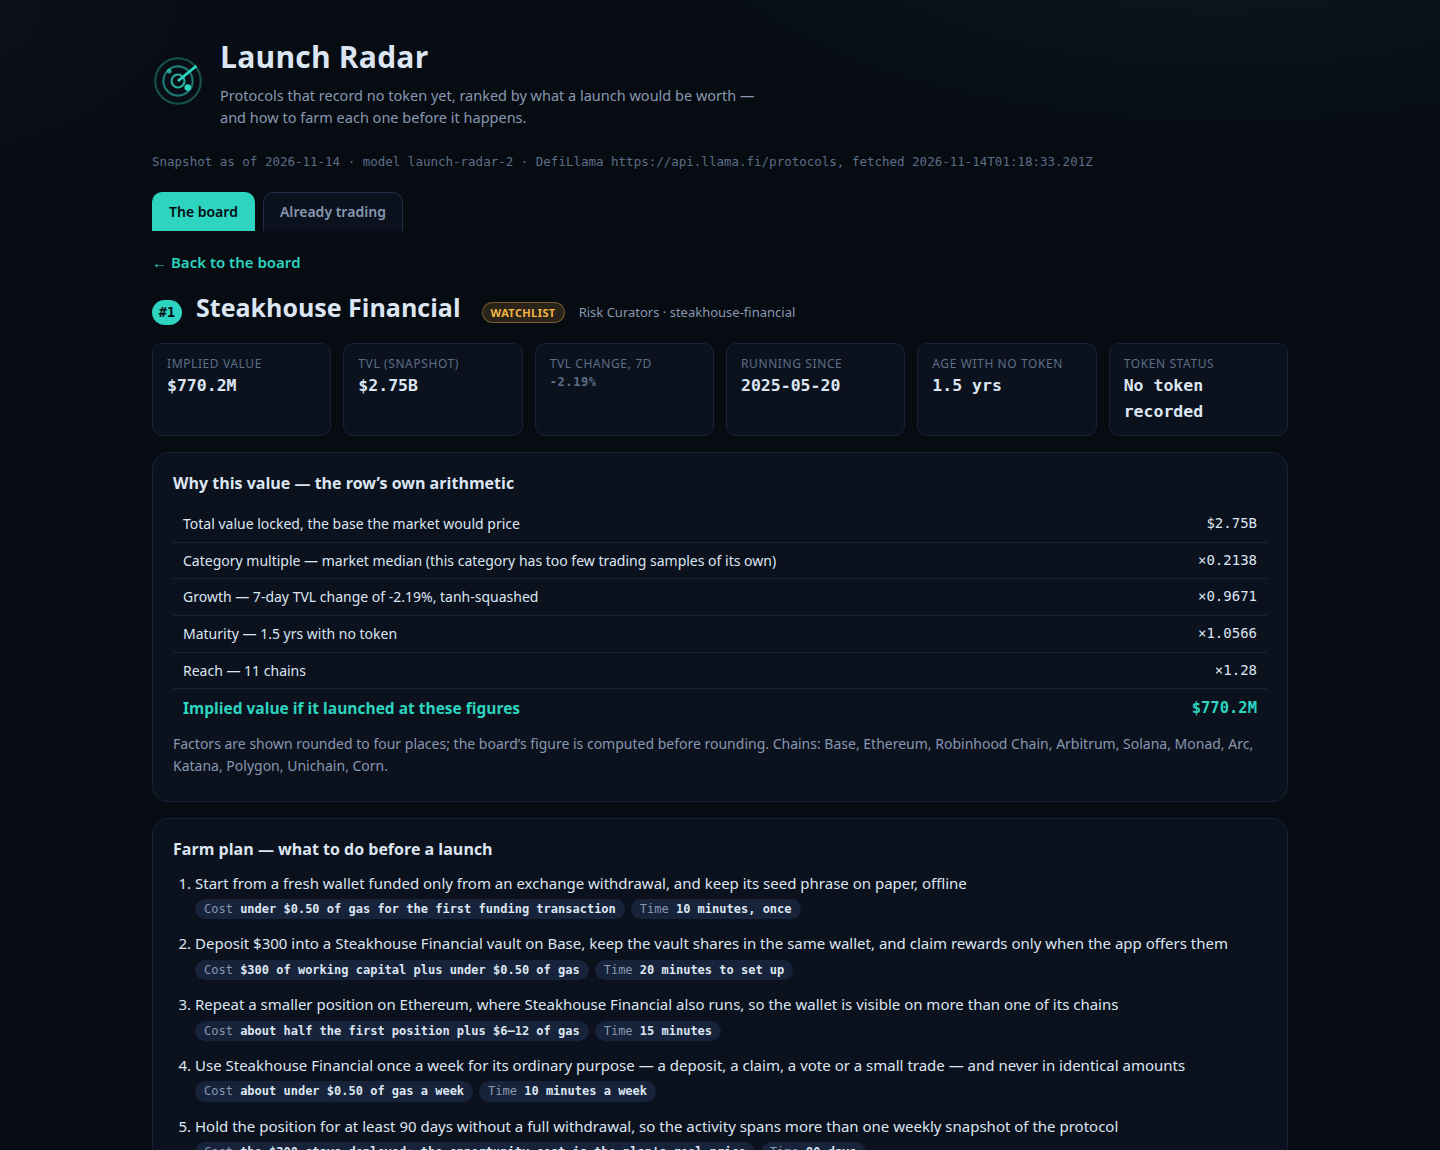 Launch Radar
Protocols that record no token yet, ranked by what a launch would be worth —
and how to farm each one before it happens.
Snapshot as of 2026-11-14 · model launch-radar-2 · DefiLlama https://api.llama.fi/protocols, fetched 2026-11-14T01:18:33.201Z
The board
Already trading
← Back to the board
#1 Steakhouse Financial WATCHLIST Risk Curators · steakhouse-financial
IMPLIED VALUE
$770.2M
TVL (SNAPSHOT)
$2.75B
TVL CHANGE, 7D
-2.19%
RUNNING SINCE
2025-05-20
AGE WITH NO TOKEN
1.5 yrs
TOKEN STATUS
No token
recorded
Why this value — the row's own arithmetic
Total value locked, the base the market would price $2.75B
Category multiple — market median (this category has too few trading samples of its own) ×0.2138
Growth — 7-day TVL change of -2.19%, tanh-squashed ×0.9671
Maturity — 1.5 yrs with no token ×1.0566
Reach — 11 chains ×1.28
Implied value if it launched at these figures $770.2M
Factors are shown rounded to four places; the board's figure is computed before rounding. Chains: Base, Ethereum, Robinhood Chain, Arbitrum, Solana, Monad, Arc,
Katana, Polygon, Unichain, Corn.
Farm plan — what to do before a launch
1. Start from a fresh wallet funded only from an exchange withdrawal, and keep its seed phrase on paper, offline
Cost under $0.50 of gas for the first funding transaction Time 10 minutes, once
2. Deposit $300 into a Steakhouse Financial vault on Base, keep the vault shares in the same wallet, and claim rewards only when the app offers them
Cost $300 of working capital plus under $0.50 of gas Time 20 minutes to set up
3. Repeat a smaller position on Ethereum, where Steakhouse Financial also runs, so the wallet is visible on more than one of its chains
Cost about half the first position plus $6–12 of gas Time 15 minutes
4. Use Steakhouse Financial once a week for its ordinary purpose — a deposit, a claim, a vote or a small trade — and never in identical amounts
Cost about under $0.50 of gas a week Time 10 minutes a week
5. Hold the position for at least 90 days without a full withdrawal, so the activity spans more than one weekly snapshot of the protocol
Cost the $300 stays deployed; the opportunity cost is the plan's real price Time 90 days